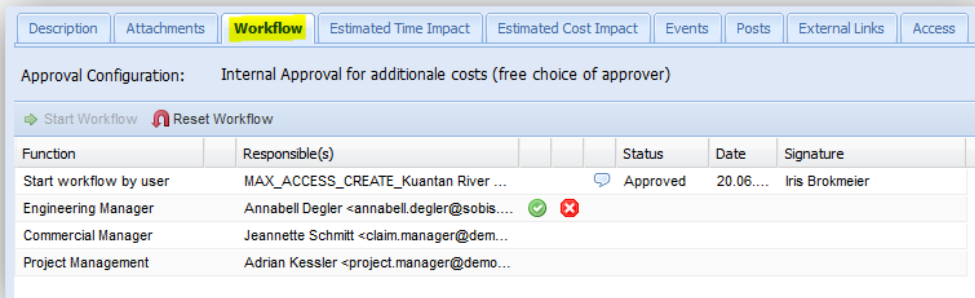 Description Attachments Workflow Estimated Time Impact Estimated Cost Impact Events Posts External Links Access
Approval Configuration: Internal Approval for additionale costs (free choice of approver)
Start Workflow Reset Workflow
Function Responsible(s) Status Date Signature
Start workflow by user MAX_ACCESS_CREATE_Kuantan River ... Approved 20.06.... Iris Brokmeier
Engineering Manager Annabell Degler <annabell.degler@sobis....
Commercial Manager Jeannette Schmitt <claim.manager@dem...
Project Management Adrian Kessler <project.manager@demo...